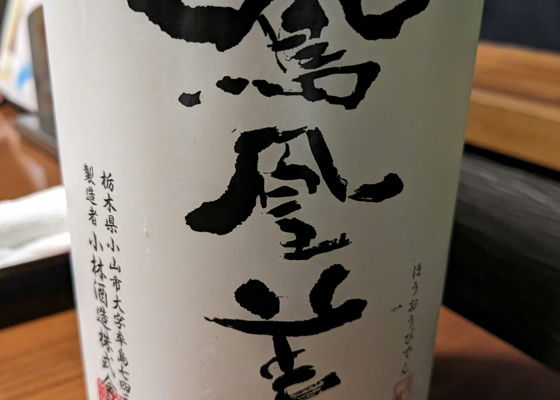 鳳凰美
ほうおうびでん
栃木県小山市大字卒島七四三
製造者 小林酒造株式会